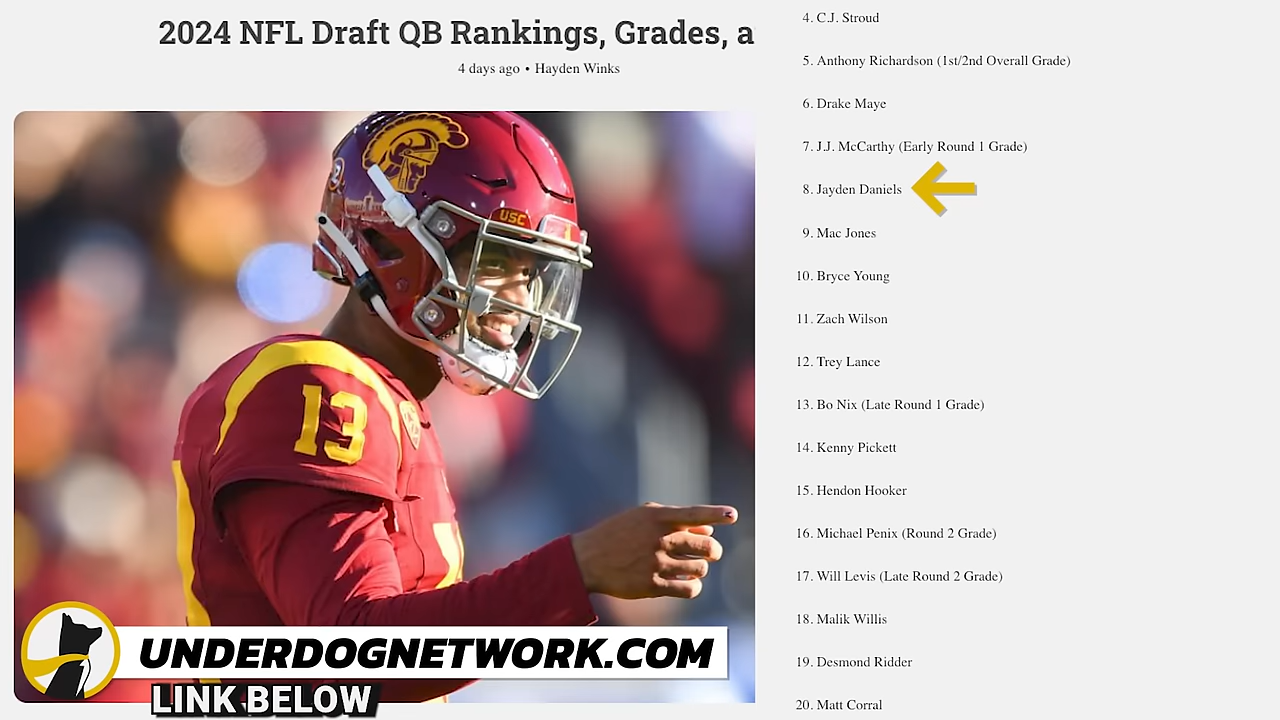 2024 NFL Draft QB Rankings, Grades, a
4 days ago • Hayden Winks
USC
13
UNDERDOGNETWORK.COM
LINK BELOW
4. C.J. Stroud
5. Anthony Richardson (1st/2nd Overall Grade)
6. Drake Maye
7. J.J. McCarthy (Early Round 1 Grade)
8. Jayden Daniels
9. Mac Jones
10. Bryce Young
11. Zach Wilson
12. Trey Lance
13. Bo Nix (Late Round 1 Grade)
14. Kenny Pickett
15. Hendon Hooker
16. Michael Penix (Round 2 Grade)
17. Will Levis (Late Round 2 Grade)
18. Malik Willis
19. Desmond Ridder
20. Matt Corral